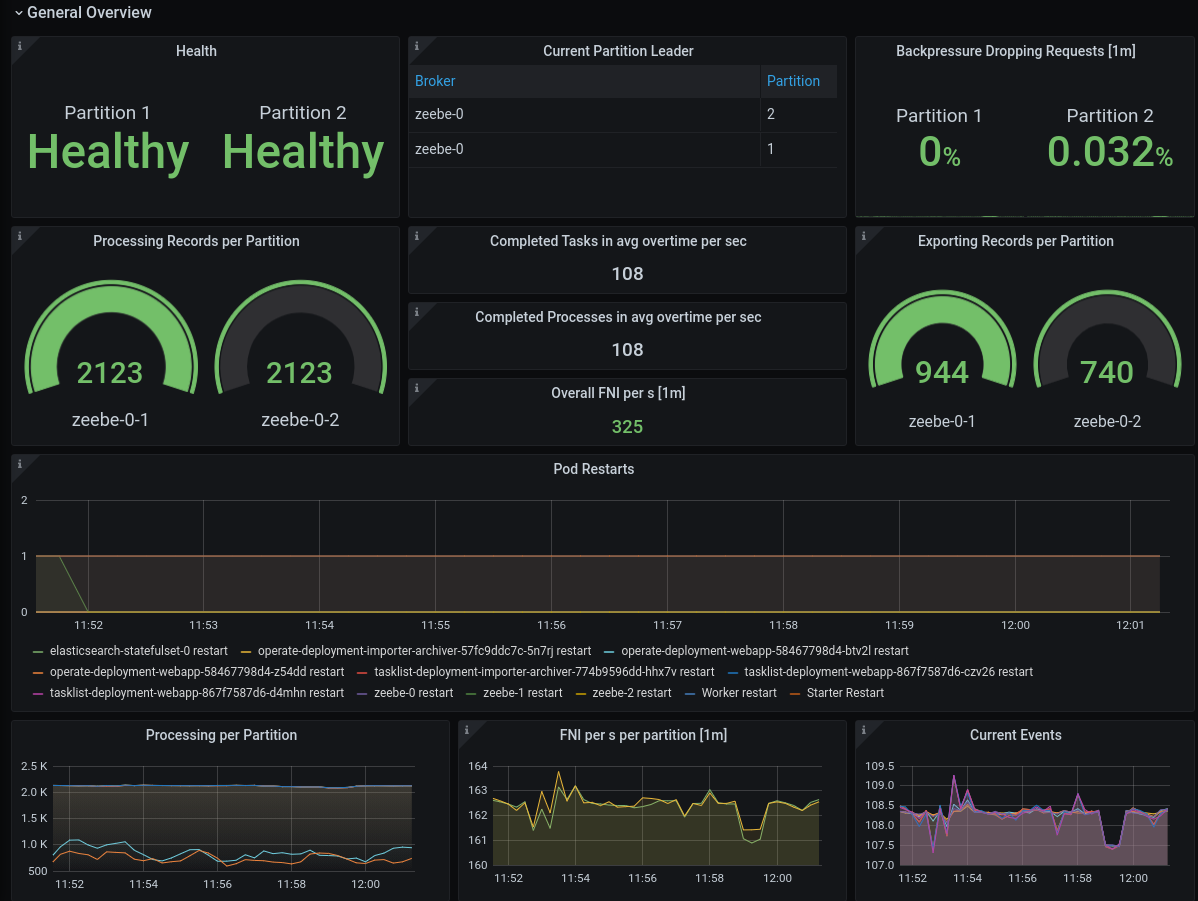 General Overview
Health
Current Partition Leader
Backpressure Dropping Requests [1m]
Partition 1
Partition 2
Healthy
Healthy
Broker
Partition
zeebe-0
2
zeebe-0
1
Partition 1
Partition 2
0%
0.032%
Processing Records per Partition
2123
2123
zeebe-0-1
zeebe-0-2
Completed Tasks in avg overtime per sec
108
Completed Processes in avg overtime per sec
108
Overall FNI per s [1m]
325
Exporting Records per Partition
944
740
zeebe-0-1
zeebe-0-2
Pod Restarts
2
1
0
11:52 11:53 11:54 11:55 11:56 11:57 11:58 11:59 12:00 12:01
elasticsearch-statefulset-0 restart operate-deployment-importer-archiver-57fc9ddc7c-5n7rj restart operate-deployment-webapp-58467798d4-btv2l restart
operate-deployment-webapp-58467798d4-z54dd restart tasklist-deployment-importer-archiver-774b9596dd-hhx7v restart tasklist-deployment-webapp-867f7587d6-czv26 restart
tasklist-deployment-webapp-867f7587d6-d4mhn restart zeebe-0 restart zeebe-1 restart zeebe-2 restart Worker restart Starter Restart
Processing per Partition
2.5 K
2.0 K
1.5 K
1.0 K
500
11:52 11:54 11:56 11:58 12:00
FNI per s per partition [1m]
164
163
162
161
160
11:52 11:54 11:56 11:58 12:00
Current Events
109.5
109.0
108.5
108.0
107.5
107.0
11:52 11:54 11:56 11:58 12:00